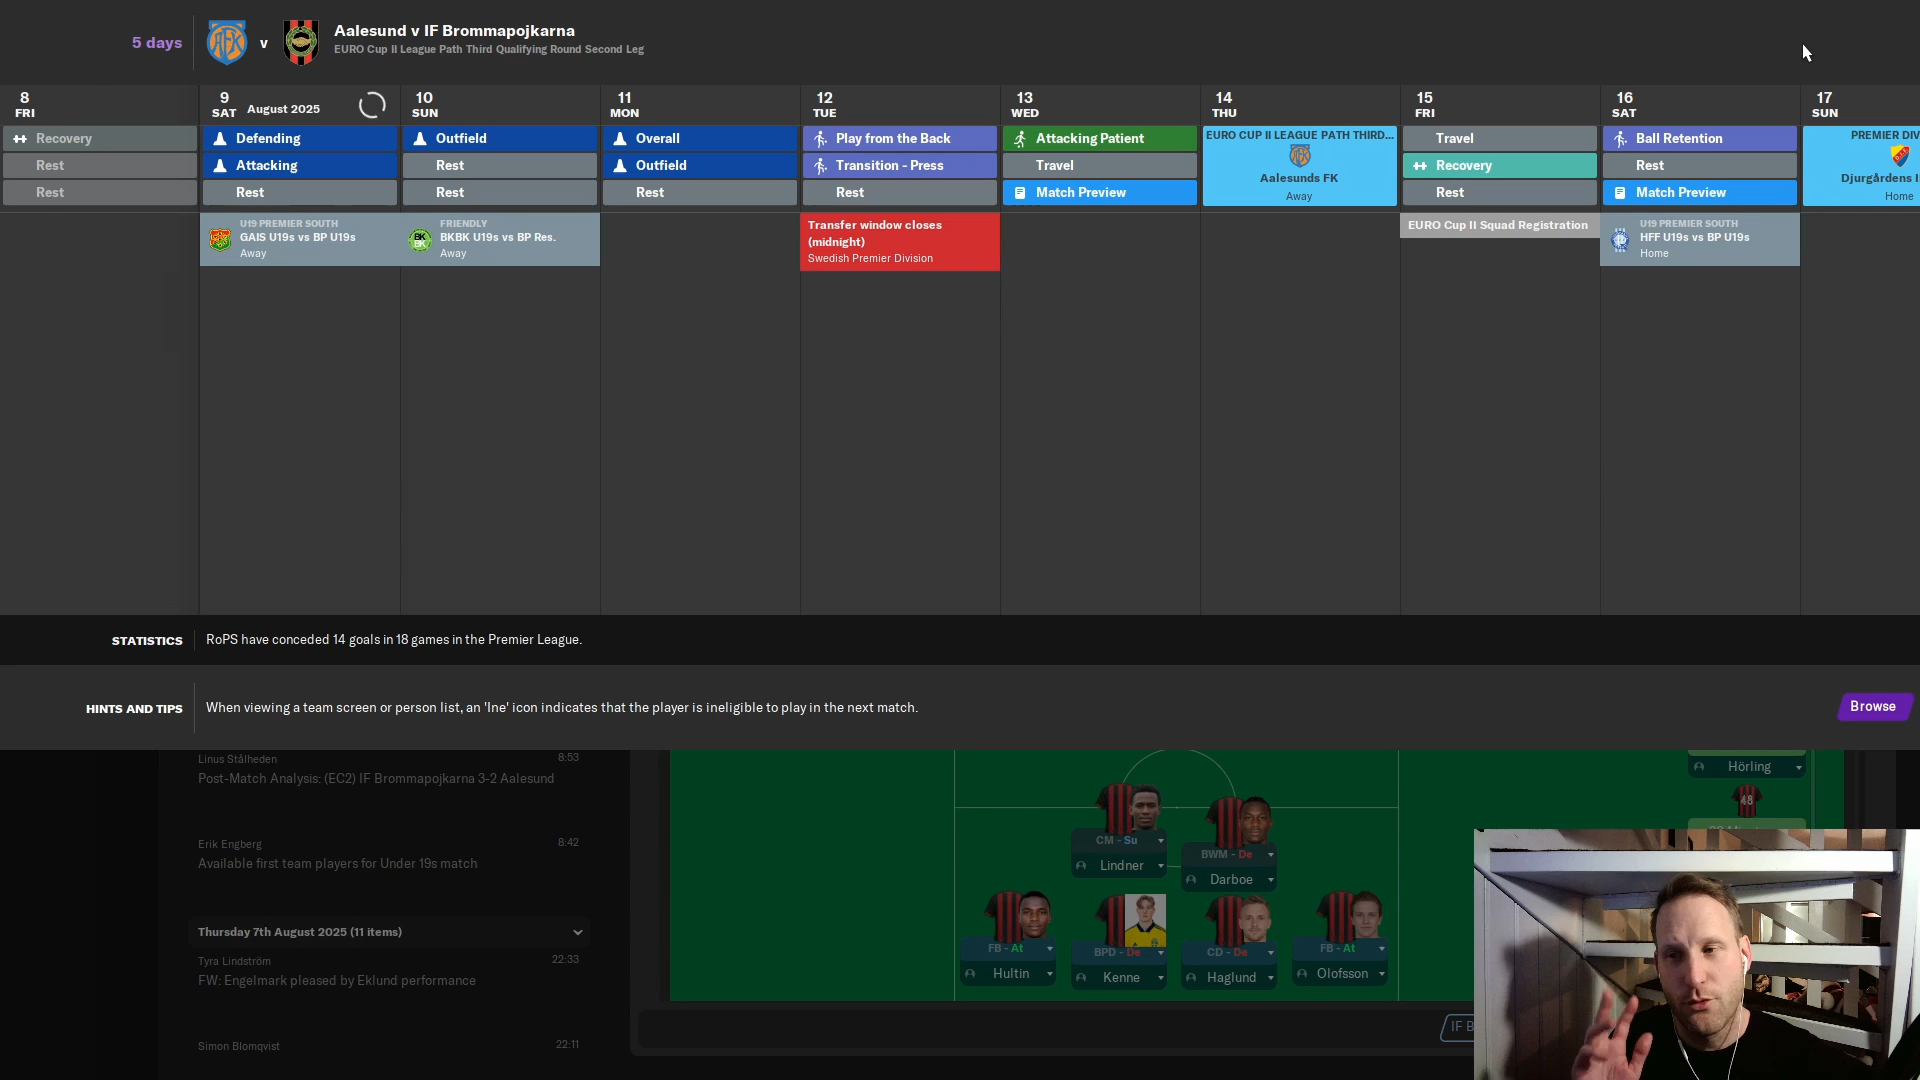 5 days
v
Aalesund v IF Brommapojkarna
EURO Cup II League Path Third Qualifying Round Second Leg
8
FRI
Recovery
Rest
Rest
9
SAT August 2025
Defending
Attacking
Rest
U19 PREMIER SOUTH
GAIS U19s vs BP U19s
Away
10
SUN
Outfield
Rest
Rest
FRIENDLY
BKBK U19s vs BP Res.
Away
11
MON
Overall
Outfield
Rest
12
TUE
Play from the Back
Transition - Press
Rest
Transfer window closes
(midnight)
Swedish Premier Division
13
WED
Attacking Patient
Travel
Match Preview
14
THU
EURO CUP II LEAGUE PATH THIRD...
Aalesunds FK
Away
15
FRI
Travel
Recovery
Rest
EURO Cup II Squad Registration
16
SAT
Ball Retention
Rest
Match Preview
U19 PREMIER SOUTH
HFF U19s vs BP U19s
Home
17
SUN
PREMIER DIV
Djurgårdens I
Home
STATISTICS
RoPS have conceded 14 goals in 18 games in the Premier League.
HINTS AND TIPS
When viewing a team screen or person list, an 'Ine' icon indicates that the player is ineligible to play in the next match.
Browse
Linus Stålheden 8:53
Post-Match Analysis: (EC2) IF Brommapojkarna 3-2 Aalesund
Erik Engberg 8:42
Available first team players for Under 19s match
Thursday 7th August 2025 (11 items)
Tyra Lindström 22:33
FW: Engelmark pleased by Eklund performance
Simon Blomqvist 22:11
CM - Su
Lindner
BWM - De
Darboe
FB - At
Hultin
BPD - De
Kenne
CD - De
Haglund
FB - At
Olofsson
Hörling
48
IF B